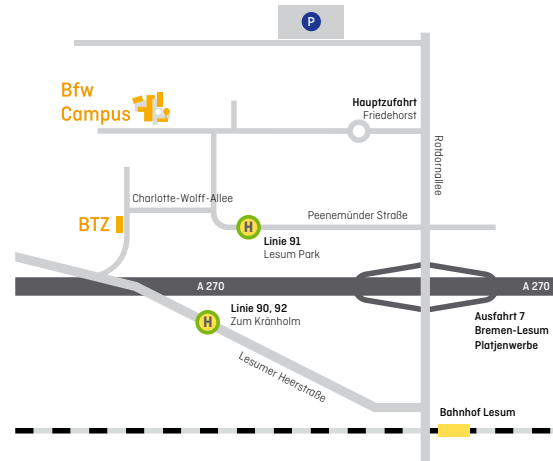 P
Bfw
Campus
Hauptzufahrt
Friedehorst
Ratdornallee
Charlotte-Wolff-Allee
Peenemünder Straße
BTZ
H
Linie 91
Lesum Park
A 270
A 270
Linie 90, 92
Zum Kränholm
H
Ausfahrt 7
Bremen-Lesum
Platjenwerbe
Lesumer Heerstraße
Bahnhof Lesum